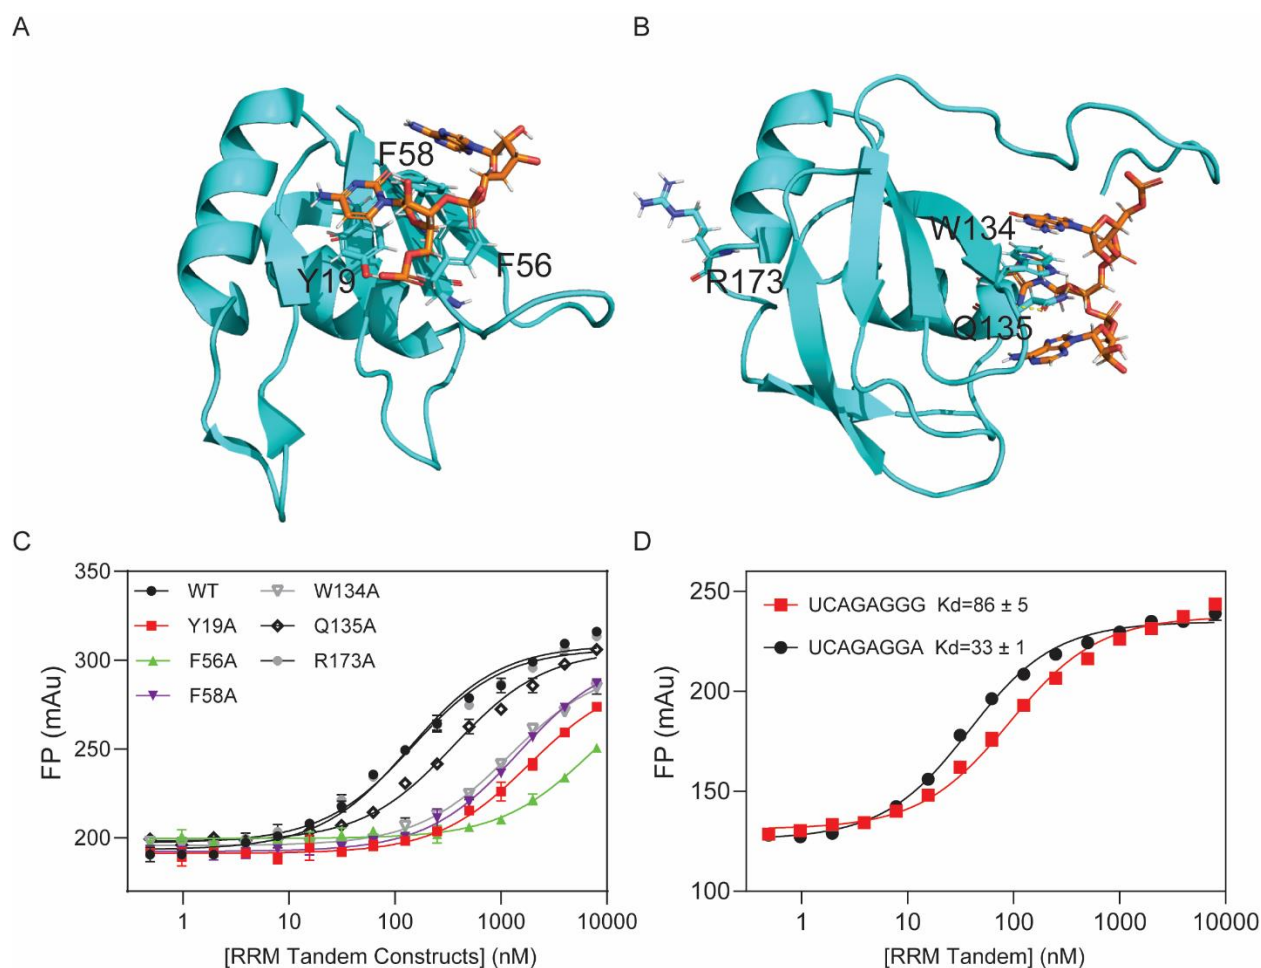 A
B
F58
Y19
F56
W134
R173
Q135
C
D
350
300
250
200
FP (mAu)
WT
Y19A
F56A
F58A
W134A
Q135A
R173A
1
10
100
1000
10000
[RRM Tandem Constructs] (nM)
250
200
150
100
FP (mAu)
UCAGAGGG Kd=86 ± 5
UCAGAGGA Kd=33 ± 1
1
10
100
1000
10000
[RRM Tandem] (nM)